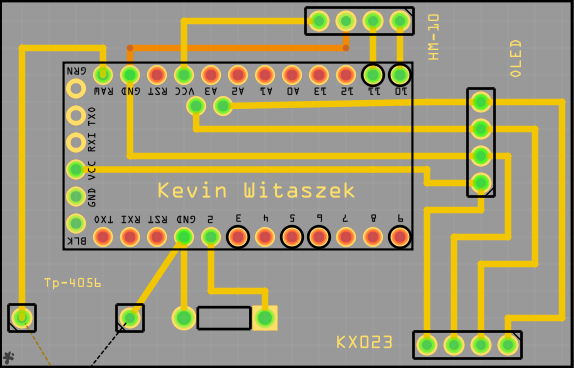 HM-10
OLED
GRN
RAW GND RST VCC A3 A2 A1 A0 13 12 11 10
TXO
RXI
VCC
GND
Kevin Witaszek
TXO RXI RST GND 2 3 4 5 6 7 8 9
BLK
Tp-4056
KX023